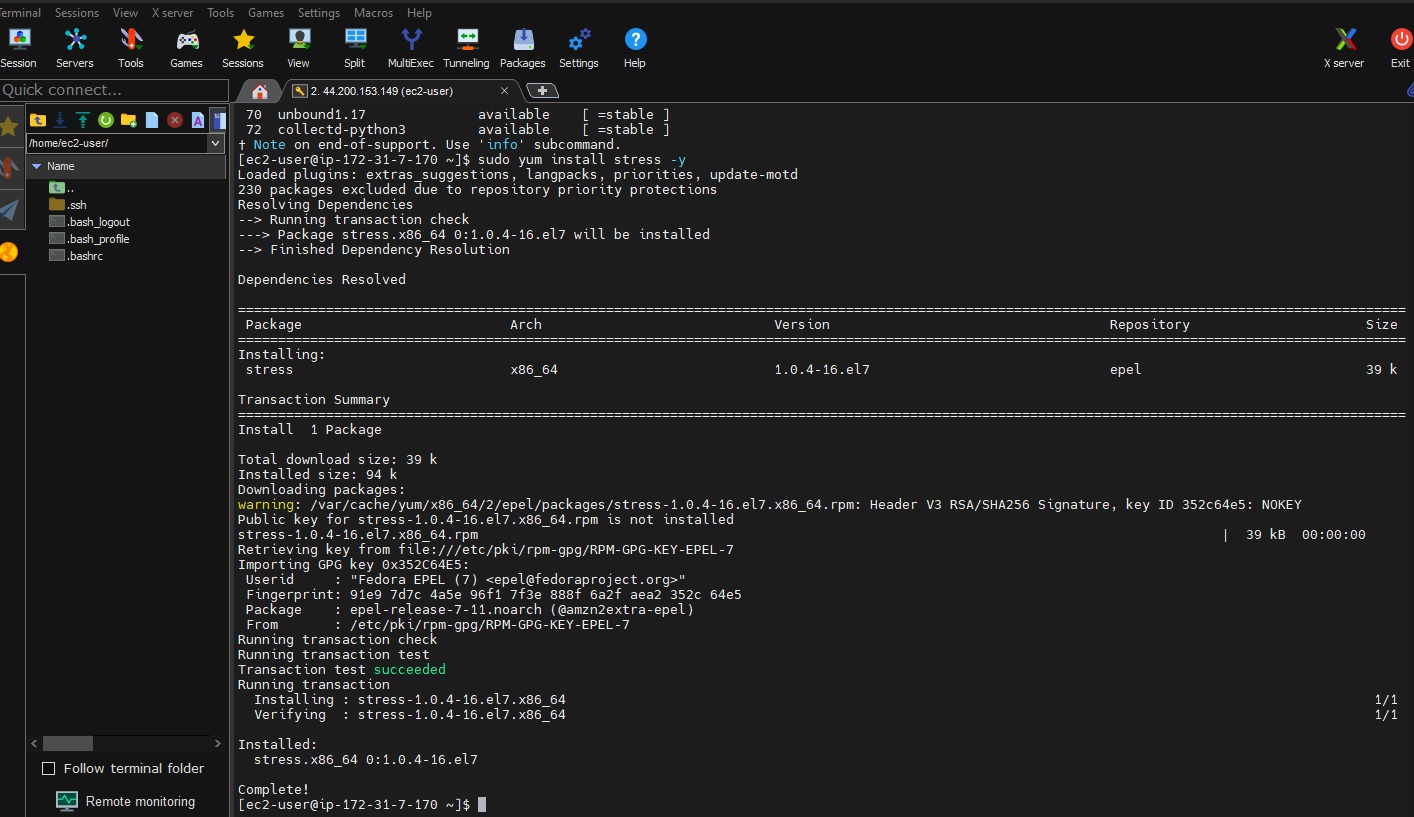 Terminal Sessions View X server Tools Games Settings Macros Help
Session Servers Tools Games Sessions View Split MultiExec Tunneling Packages Settings Help X server Exit
Quick connect...
2. 44.200.153.149 (ec2-user)
/home/ec2-user/
Name
..
.ssh
.bash_logout
.bash_profile
.bashrc
Follow terminal folder
Remote monitoring
70 unbound1.17 available [ =stable ]
72 collectd-python3 available [ =stable ]
† Note on end-of-support. Use 'info' subcommand.
[ec2-user@ip-172-31-7-170 ~]$ sudo yum install stress -y
Loaded plugins: extras_suggestions, langpacks, priorities, update-motd
230 packages excluded due to repository priority protections
Resolving Dependencies
--> Running transaction check
---> Package stress.x86_64 0:1.0.4-16.el7 will be installed
--> Finished Dependency Resolution
Dependencies Resolved
================================================================================
Package Arch Version Repository Size
================================================================================
Installing:
stress x86_64 1.0.4-16.el7 epel 39 k
Transaction Summary
================================================================================
Install 1 Package
Total download size: 39 k
Installed size: 94 k
Downloading packages:
warning: /var/cache/yum/x86_64/2/epel/packages/stress-1.0.4-16.el7.x86_64.rpm: Header V3 RSA/SHA256 Signature, key ID 352c64e5: NOKEY
Public key for stress-1.0.4-16.el7.x86_64.rpm is not installed
stress-1.0.4-16.el7.x86_64.rpm | 39 kB 00:00:00
Retrieving key from file:///etc/pki/rpm-gpg/RPM-GPG-KEY-EPEL-7
Importing GPG key 0x352C64E5:
Userid : "Fedora EPEL (7) <epel@fedoraproject.org>"
Fingerprint: 91e9 7d7c 4a5e 96f1 7f3e 888f 6a2f aea2 352c 64e5
Package : epel-release-7-11.noarch (@amzn2extra-epel)
From : /etc/pki/rpm-gpg/RPM-GPG-KEY-EPEL-7
Running transaction check
Running transaction test
Transaction test succeeded
Running transaction
Installing : stress-1.0.4-16.el7.x86_64 1/1
Verifying : stress-1.0.4-16.el7.x86_64 1/1
Installed:
stress.x86_64 0:1.0.4-16.el7
Complete!
[ec2-user@ip-172-31-7-170 ~]$